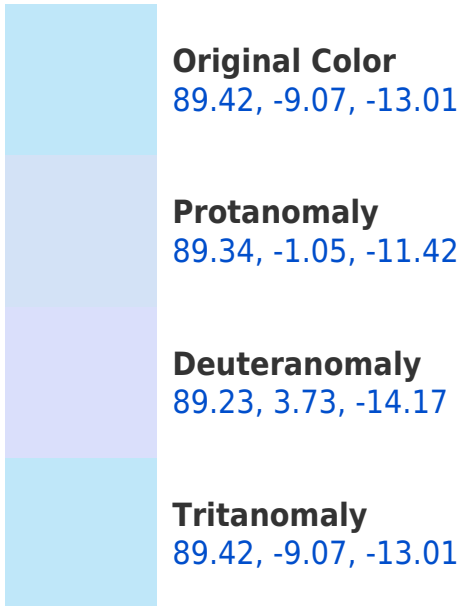 Original Color
89.42, -9.07, -13.01
Protanomaly
89.34, -1.05, -11.42
Deuteranomaly
89.23, 3.73, -14.17
Tritanomaly
89.42, -9.07, -13.01